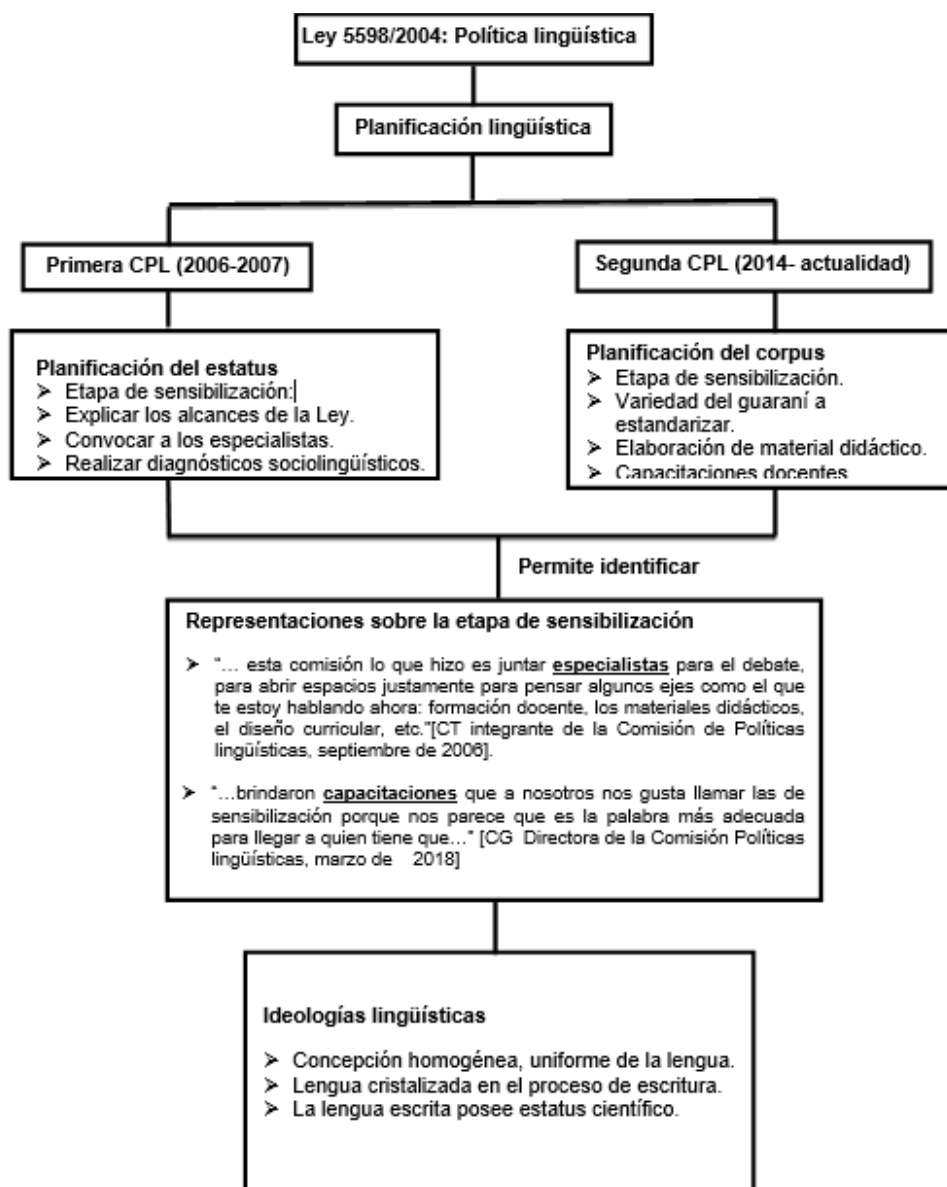 Ley 5598/2004: Política lingüística
Planificación lingüística
Primera CPL (2006-2007)
Segunda CPL (2014- actualidad)
Planificación del estatus
➤ Etapa de sensibilización:
➤ Explicar los alcances de la Ley.
➤ Convocar a los especialistas.
➤ Realizar diagnósticos sociolingüísticos.
Planificación del corpus
➤ Etapa de sensibilización.
➤ Variedad del guaraní a
estandarizar.
➤ Elaboración de material didáctico.
➤ Capacitaciones docentes
Permite identificar
Representaciones sobre la etapa de sensibilización
➤ "… esta comisión lo que hizo es juntar especialistas para el debate,
para abrir espacios justamente para pensar algunos ejes como el que
te estoy hablando ahora: formación docente, los materiales didácticos,
el diseño curricular, etc."[CT integrante de la Comisión de Políticas
lingüísticas, septiembre de 2006].
➤ "…brindaron capacitaciones que a nosotros nos gusta llamar las de
sensibilización porque nos parece que es la palabra más adecuada
para llegar a quien tiene que…" [CG Directora de la Comisión Políticas
lingüísticas, marzo de 2018]
Ideologías lingüísticas
➤ Concepción homogénea, uniforme de la lengua.
➤ Lengua cristalizada en el proceso de escritura.
➤ La lengua escrita posee estatus científico.